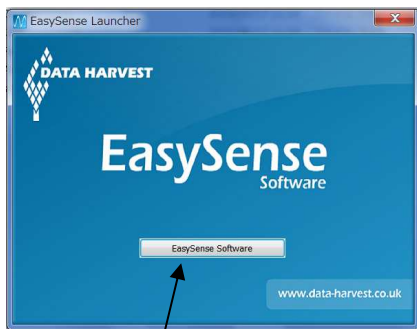 EasySense Launcher
DATA HARVEST
EasySense
Software
EasySense Software
www.data-harvest.co.uk